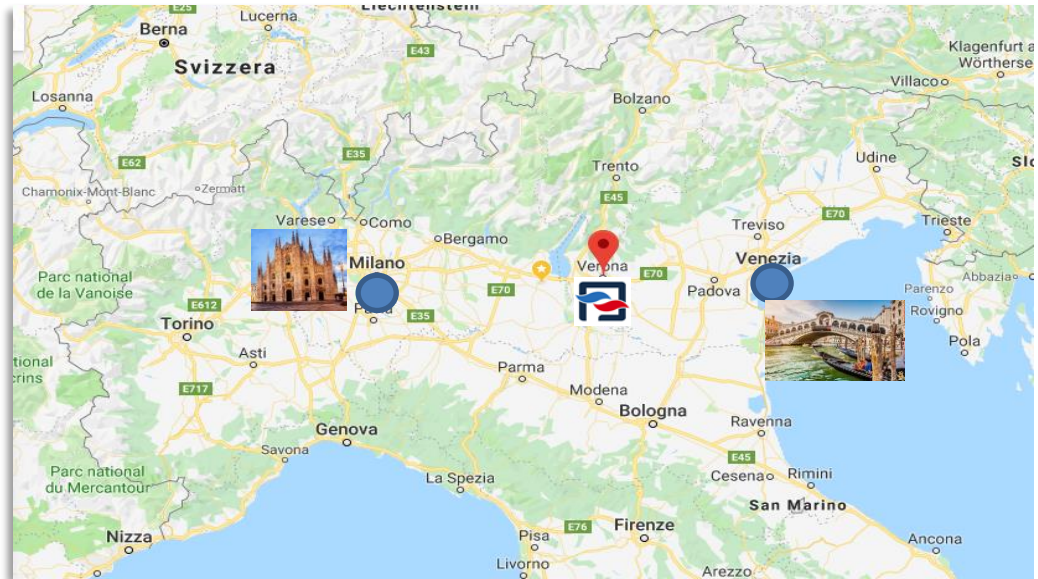 Liechtenstein
E25
Lucerna
Berna
E43
Klagenfurt a
Wörtherse
Svizzera
Villaco
Losanna
Bolzano
E62
E35
Trento
Udine
Slo
Chamonix-Mont-Blanc
Zermatt
E45
Varese
Como
Treviso
E70
Trieste
Bergamo
Milano
Verona
E70
Venezia
Parc national
de la Vanoise
E70
Padova
Abbazia
Parenzo
E612
Rovigno
Torino
E35
Pola
tional
crins
Asti
Parma
E717
Modena
Bologna
Ravenna
Genova
Savona
E45
Parc national
du Mercantour
La Spezia
Cesena
Rimini
San Marino
Nizza
E76
Firenze
Pisa
Ancona
Livorno
Arezzo